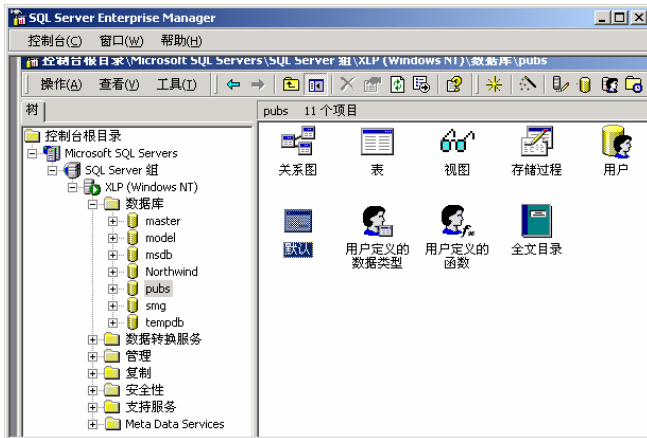 SQL Server Enterprise Manager
控制台(C) 窗口(W) 帮助(H)
控制台根目录\Microsoft SQL Servers\SQL Server 组\XLP (Windows NT)\数据库\pubs
操作(A) 查看(V) 工具(T)
树
pubs 11 个项目
控制台根目录
Microsoft SQL Servers
SQL Server 组
XLP (Windows NT)
数据库
master
model
msdb
Northwind
pubs
smg
tempdb
数据转换服务
管理
复制
安全性
支持服务
Meta Data Services
关系图 表 视图 存储过程 用户
默认 用户定义的数据类型 用户定义的函数 全文目录